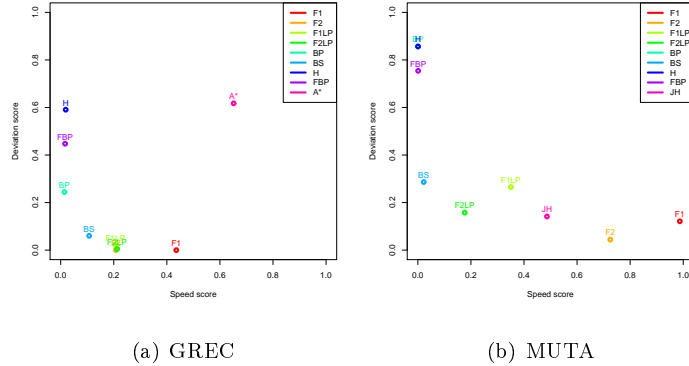 F1
F2
F1LP
F2LP
BP
BS
H
FBP
A*
Deviation score
0.0
0.2
0.4
0.6
0.8
1.0
H
A*
FBP
BP
BS
F1LP
F2LP
F1
0.0 0.2 0.4 0.6 0.8 1.0
Speed score
(a) GREC
F1
F2
F1LP
F2LP
BP
BS
H
FBP
JH
Deviation score
0.0
0.2
0.4
0.6
0.8
1.0
H
FBP
BS
F1LP
F2LP
JH
F1
F2
0.0 0.2 0.4 0.6 0.8 1.0
Speed score
(b) MUTA